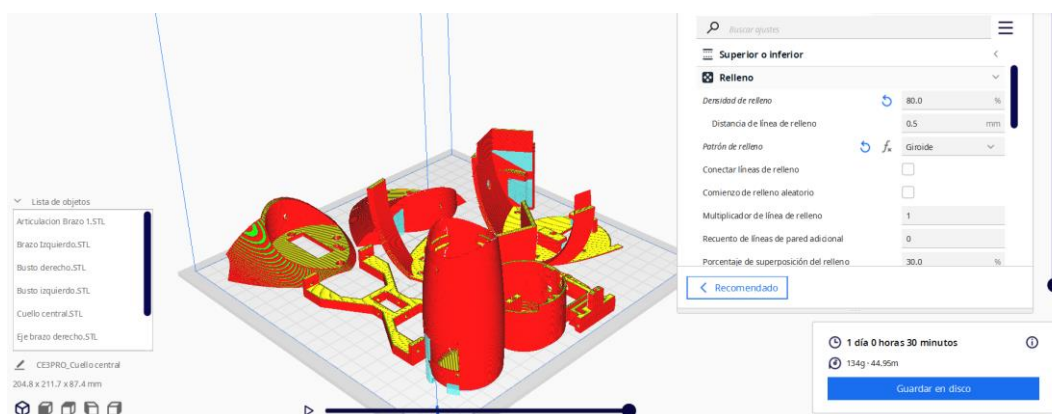 Buscar ajustes
Superior o inferior
Relleno
Densidad de relleno 80.0 %
Distancia de línea de relleno 0.5 mm
Patrón de relleno fx Giroide
Conectar líneas de relleno
Comienzo de relleno aleatorio
Multiplicador de línea de relleno 1
Recuento de líneas de pared adicional 0
Porcentaje de superposición del relleno 30.0 %
Recomendado
Lista de objetos
Articulacion Brazo 1.STL
Brazo Izquierdo.STL
Busto derecho.STL
Busto izquierdo.STL
Cuello central.STL
Eje brazo derecho.STL
CE3PRO_Cuello central
204.8 x 211.7 x 87.4 mm
1 día 0 horas 30 minutos
134g · 44.95m
Guardar en disco